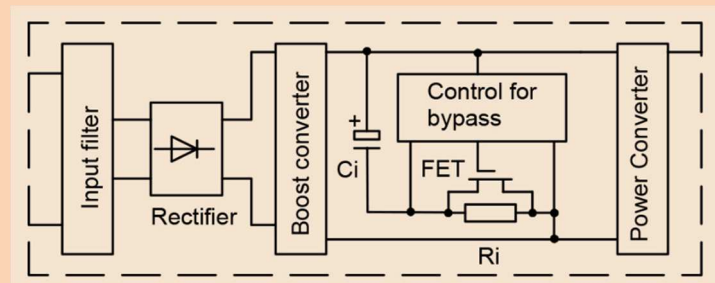 Input filter
Rectifier
Boost converter
+
Ci
Control for
bypass
FET
Ri
Power Converter